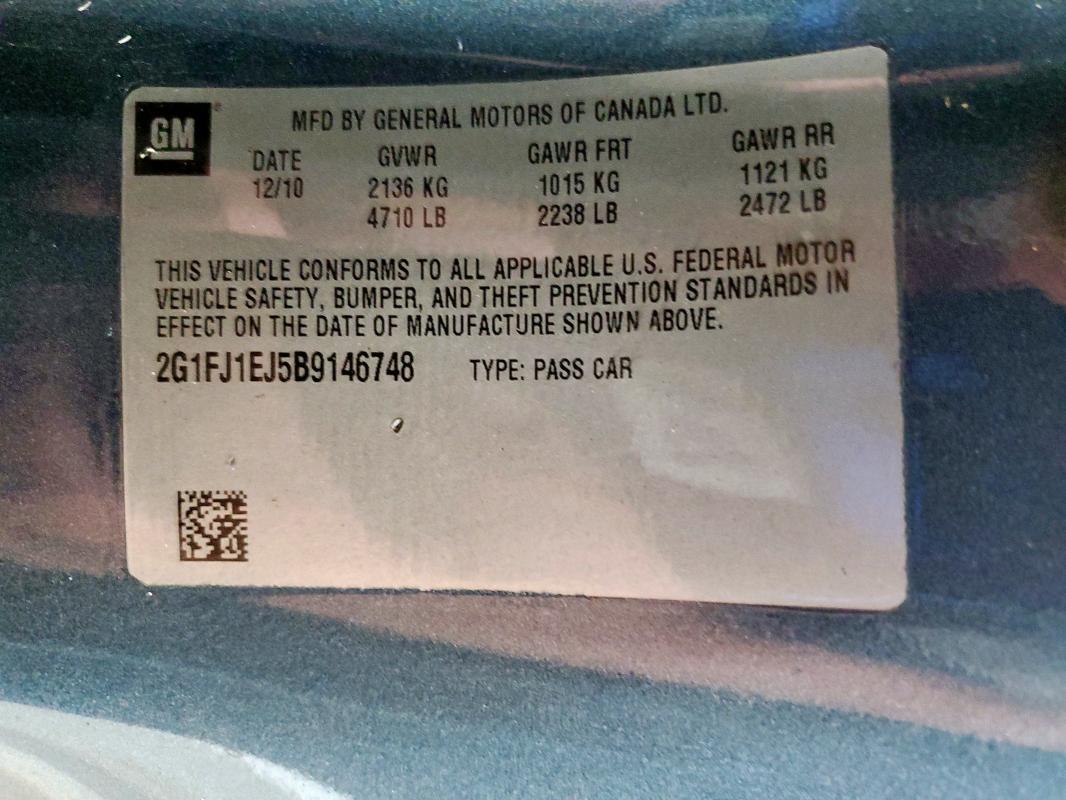 GM
MFD BY GENERAL MOTORS OF CANADA LTD.
DATE GVWR GAWR FRT GAWR RR
12/10 2136 KG 1015 KG 1121 KG
4710 LB 2238 LB 2472 LB
THIS VEHICLE CONFORMS TO ALL APPLICABLE U.S. FEDERAL MOTOR
VEHICLE SAFETY, BUMPER, AND THEFT PREVENTION STANDARDS IN
EFFECT ON THE DATE OF MANUFACTURE SHOWN ABOVE.
2G1FJ1EJ5B9146748 TYPE: PASS CAR